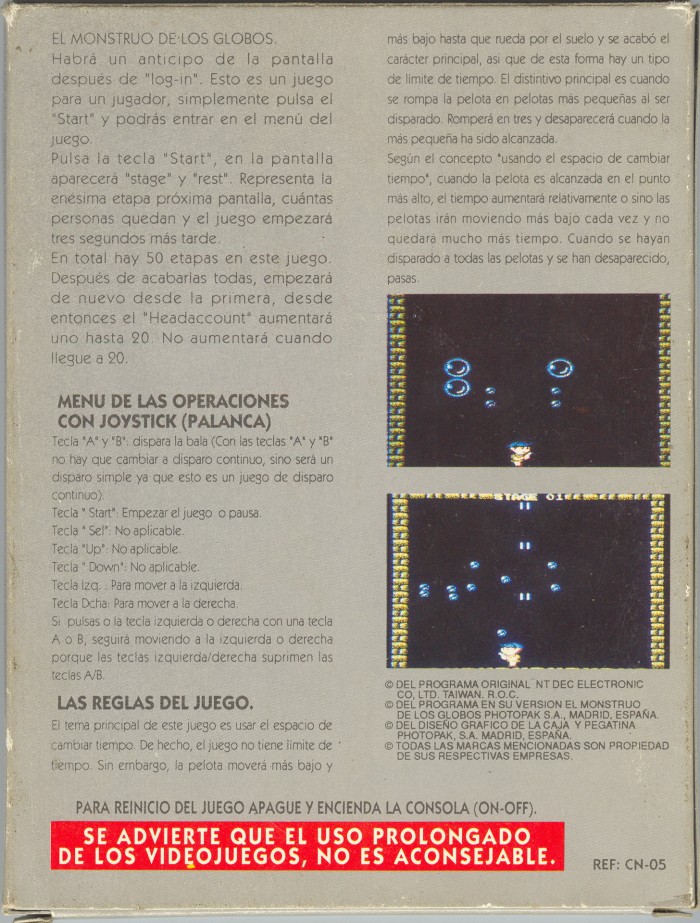 EL MONSTRUO DE LOS GLOBOS.
Habrá un anticipo de la pantalla
después de "log-in". Esto es un juego
para un jugador, simplemente pulsa el
"Start" y podrás entrar en el menú del
juego.
Pulsa la tecla "Start", en la pantalla
aparecerá "stage" y "rest". Representa la
enésima etapa próxima pantalla, cuántas
personas quedan y el juego empezará
tres segundos más tarde.
En total hay 50 etapas en este juego.
Después de acabarlas todas, empezará
de nuevo desde la primera, desde
entonces el "Headaccount" aumentará
uno hasta 20. No aumentará cuando
llegue a 20.
MENU DE LAS OPERACIONES
CON JOYSTICK (PALANCA)
Tecla "A" y "B": dispara la bala (Con las teclas "A" y "B"
no hay que cambiar a disparo continuo, sino será un
disparo simple ya que esto es un juego de disparo
continuo).
Tecla " Start": Empezar el juego o pausa.
Tecla " Sel": No aplicable.
Tecla "Up": No aplicable.
Tecla " Down": No aplicable.
Tecla Izq. : Para mover a la izquierda.
Tecla Dcha: Para mover a la derecha.
Si pulsas o la tecla izquierda o derecha con una tecla
A o B, seguirá moviendo a la izquierda o derecha
porque las teclas izquierda/derecha suprimen las
teclas A/B.
LAS REGLAS DEL JUEGO.
El tema principal de este juego es usar el espacio de
cambiar tiempo. De hecho, el juego no tiene límite de
tiempo. Sin embargo, la pelota moverá más bajo y
más bajo hasta que rueda por el suelo y se acabó el
carácter principal, asi que de esta forma hay un tipo
de límite de tiempo. El distintivo principal es cuando
se rompa la pelota en pelotas más pequeñas al ser
disparado. Romperá en tres y desaparecerá cuando la
más pequeña ha sido alcanzada.
Según el concepto "usando el espacio de cambiar
tiempo", cuando la pelota es alcanzada en el punto
más alto, el tiempo aumentará relativamente o sino las
pelotas irán moviendo más bajo cada vez y no
quedará mucho más tiempo. Cuando se hayan
disparado a todas las pelotas y se han desaparecido,
pasas.
STAGE 01
© DEL PROGRAMA ORIGINAL NT DEC ELECTRONIC
CO, LTD. TAIWAN. R.O.C.
© DEL PROGRAMA EN SU VERSION EL MONSTRUO
DE LOS GLOBOS PHOTOPAK S.A., MADRID, ESPAÑA.
© DEL DISEÑO GRAFICO DE LA CAJA Y PEGATINA
PHOTOPAK, S.A. MADRID, ESPAÑA.
© TODAS LAS MARCAS MENCIONADAS SON PROPIEDAD
DE SUS RESPECTIVAS EMPRESAS.
PARA REINICIO DEL JUEGO APAGUE Y ENCIENDA LA CONSOLA (ON-OFF).
SE ADVIERTE QUE EL USO PROLONGADO
DE LOS VIDEOJUEGOS, NO ES ACONSEJABLE.
REF: CN-05